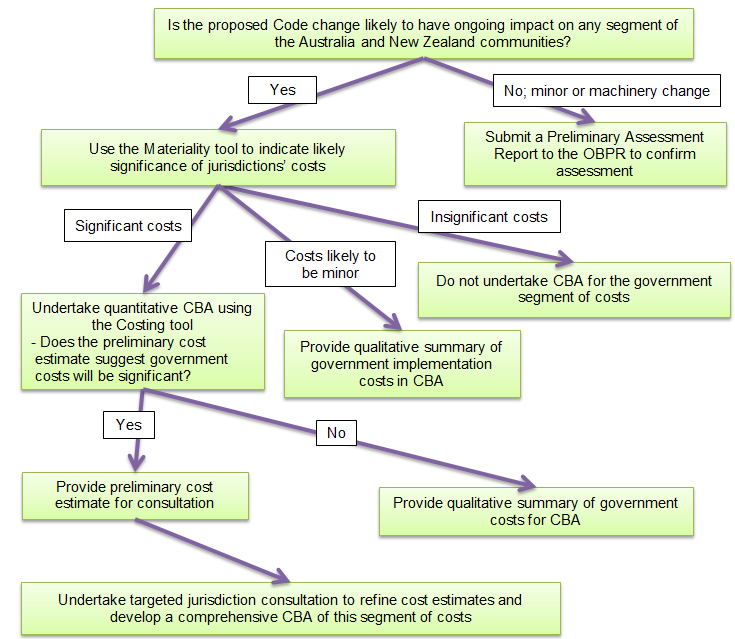 Is the proposed Code change likely to have ongoing impact on any segment of
the Australia and New Zealand communities?
Yes
No; minor or machinery change
Use the Materiality tool to indicate likely
significance of jurisdictions' costs
Submit a Preliminary Assessment
Report to the OBPR to confirm
assessment
Significant costs
Insignificant costs
Costs likely to
be minor
Do not undertake CBA for the government
segment of costs
Undertake quantitative CBA using
the Costing tool
- Does the preliminary cost
estimate suggest government
costs will be significant?
Provide qualitative summary of
government implementation
costs in CBA
Yes
No
Provide preliminary cost
estimate for consultation
Provide qualitative summary of government
costs for CBA
Undertake targeted jurisdiction consultation to refine cost estimates and
develop a comprehensive CBA of this segment of costs